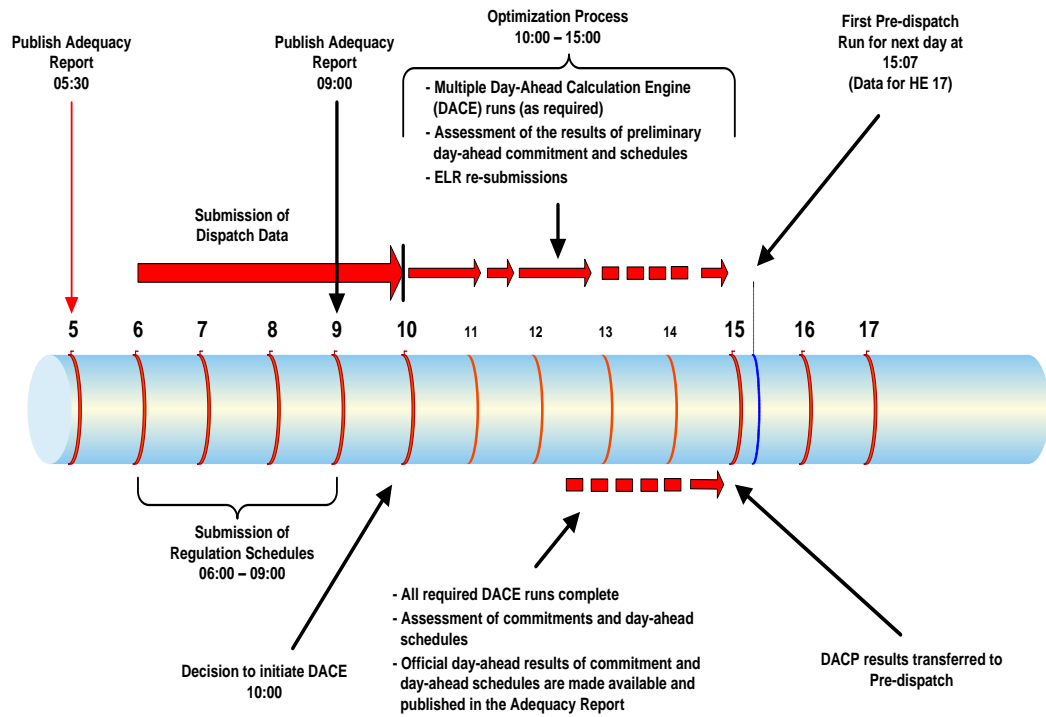 Publish Adequacy
Report
05:30
Publish Adequacy
Report
09:00
Optimization Process
10:00 – 15:00
First Pre-dispatch
Run for next day at
15:07
(Data for HE 17)
- Multiple Day-Ahead Calculation Engine
(DACE) runs (as required)
- Assessment of the results of preliminary
day-ahead commitment and schedules
- ELR re-submissions
Submission of
Dispatch Data
5 6 7 8 9 10 11 12 13 14 15 16 17
Submission of
Regulation Schedules
06:00 – 09:00
Decision to initiate DACE
10:00
- All required DACE runs complete
- Assessment of commitments and day-ahead
schedules
- Official day-ahead results of commitment and
day-ahead schedules are made available and
published in the Adequacy Report
DACP results transferred to
Pre-dispatch